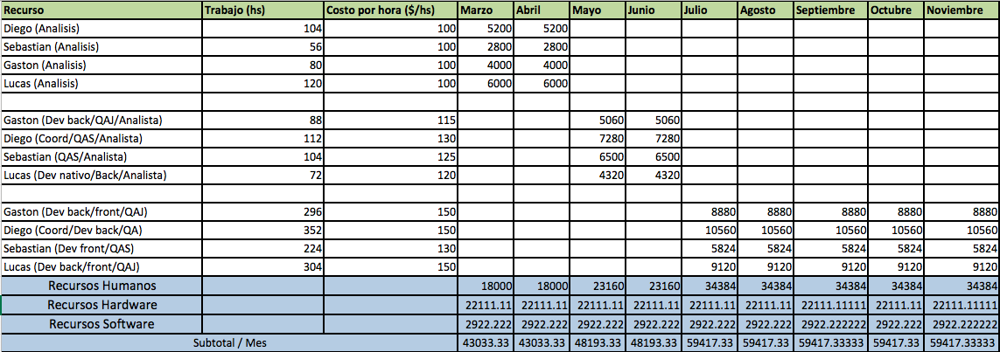 Recurso Trabajo (hs) Costo por hora ($/hs) Marzo Abril Mayo Junio Julio Agosto Septiembre Octubre Noviembre
Diego (Analisis) 104 100 5200 5200
Sebastian (Analisis) 56 100 2800 2800
Gaston (Analisis) 80 100 4000 4000
Lucas (Analisis) 120 100 6000 6000
Gaston (Dev back/QAJ/Analista) 88 115 5060 5060
Diego (Coord/QAS/Analista) 112 130 7280 7280
Sebastian (QAS/Analista) 104 125 6500 6500
Lucas (Dev nativo/Back/Analista) 72 120 4320 4320
Gaston (Dev back/front/QAJ) 296 150 8880 8880 8880 8880 8880
Diego (Coord/Dev back/QA) 352 150 10560 10560 10560 10560 10560
Sebastian (Dev front/QAS) 224 130 5824 5824 5824 5824 5824
Lucas (Dev back/front/QAJ) 304 150 9120 9120 9120 9120 9120
Recursos Humanos 18000 18000 23160 23160 34384 34384 34384 34384 34384
Recursos Hardware 22111.11 22111.11 22111.11 22111.11 22111.11 22111.11 22111.11111 22111.11 22111.11111
Recursos Software 2922.222 2922.222 2922.222 2922.222 2922.222 2922.222 2922.222222 2922.222 2922.222222
Subtotal / Mes 43033.33 43033.33 48193.33 48193.33 59417.33 59417.33 59417.33333 59417.33 59417.33333